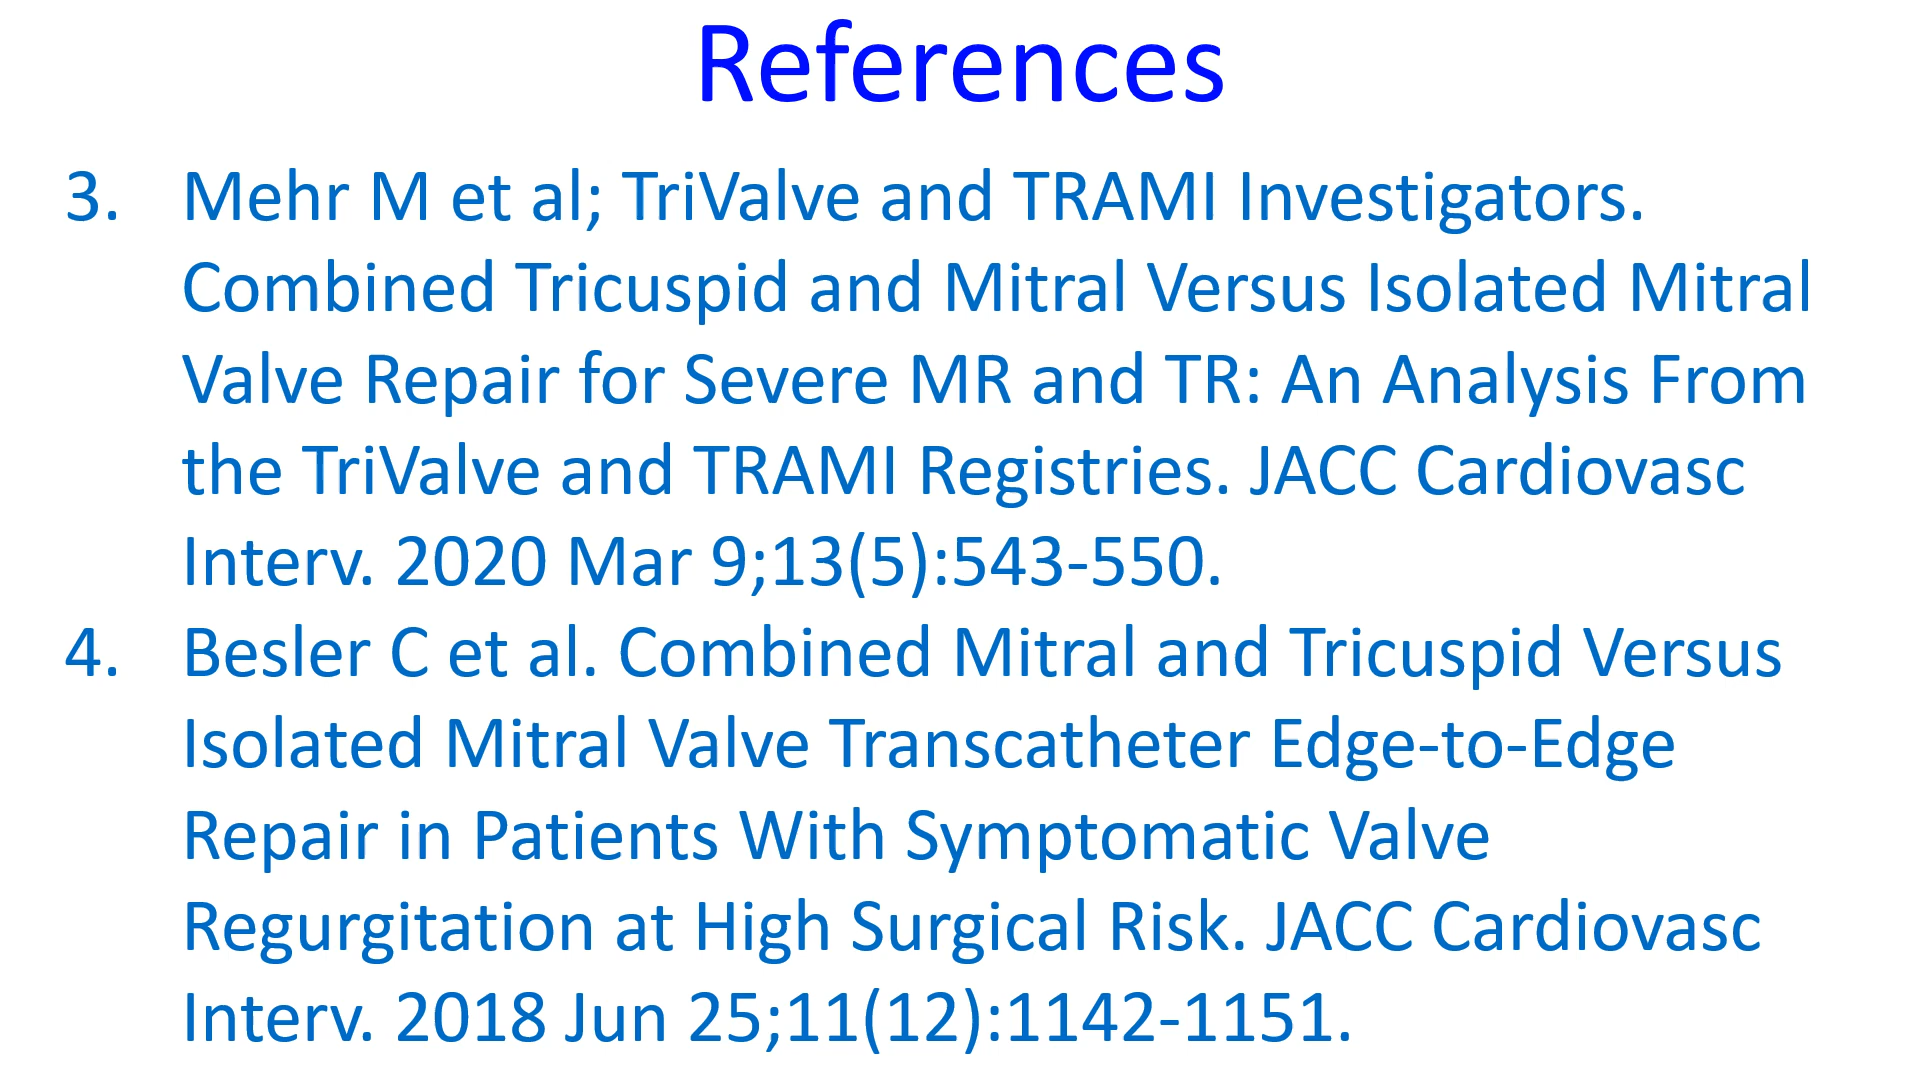 References
3. Mehr M et al; TriValve and TRAMI Investigators.
Combined Tricuspid and Mitral Versus Isolated Mitral
Valve Repair for Severe MR and TR: An Analysis From
the TriValve and TRAMI Registries. JACC Cardiovasc
Interv. 2020 Mar 9;13(5):543-550.
4. Besler C et al. Combined Mitral and Tricuspid Versus
Isolated Mitral Valve Transcatheter Edge-to-Edge
Repair in Patients With Symptomatic Valve
Regurgitation at High Surgical Risk. JACC Cardiovasc
Interv. 2018 Jun 25;11(12):1142-1151.